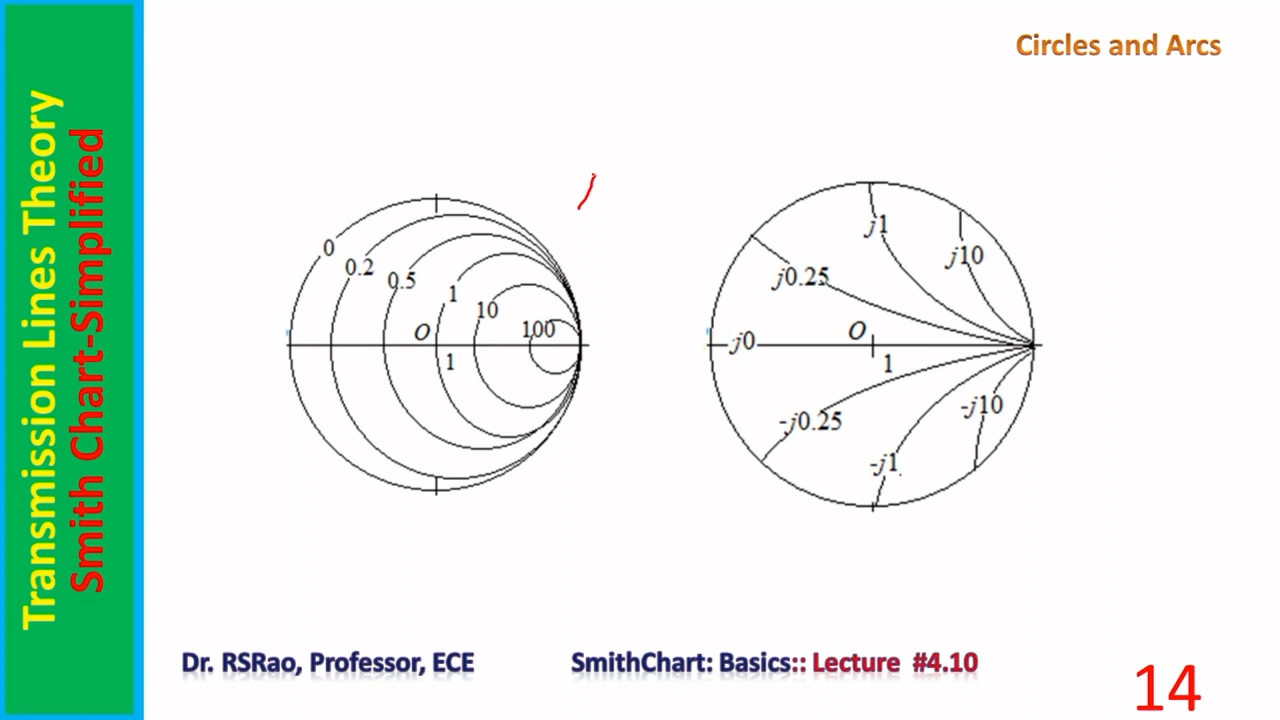 Transmission Lines Theory
Smith Chart-Simplified
Circles and Arcs
0
0.2
0.5
1
10
100
O
1
j1
j10
j0.25
j0
O
1
-j0.25
-j10
-j1
Dr. RSRao, Professor, ECE
SmithChart: Basics:: Lecture #4.10
14